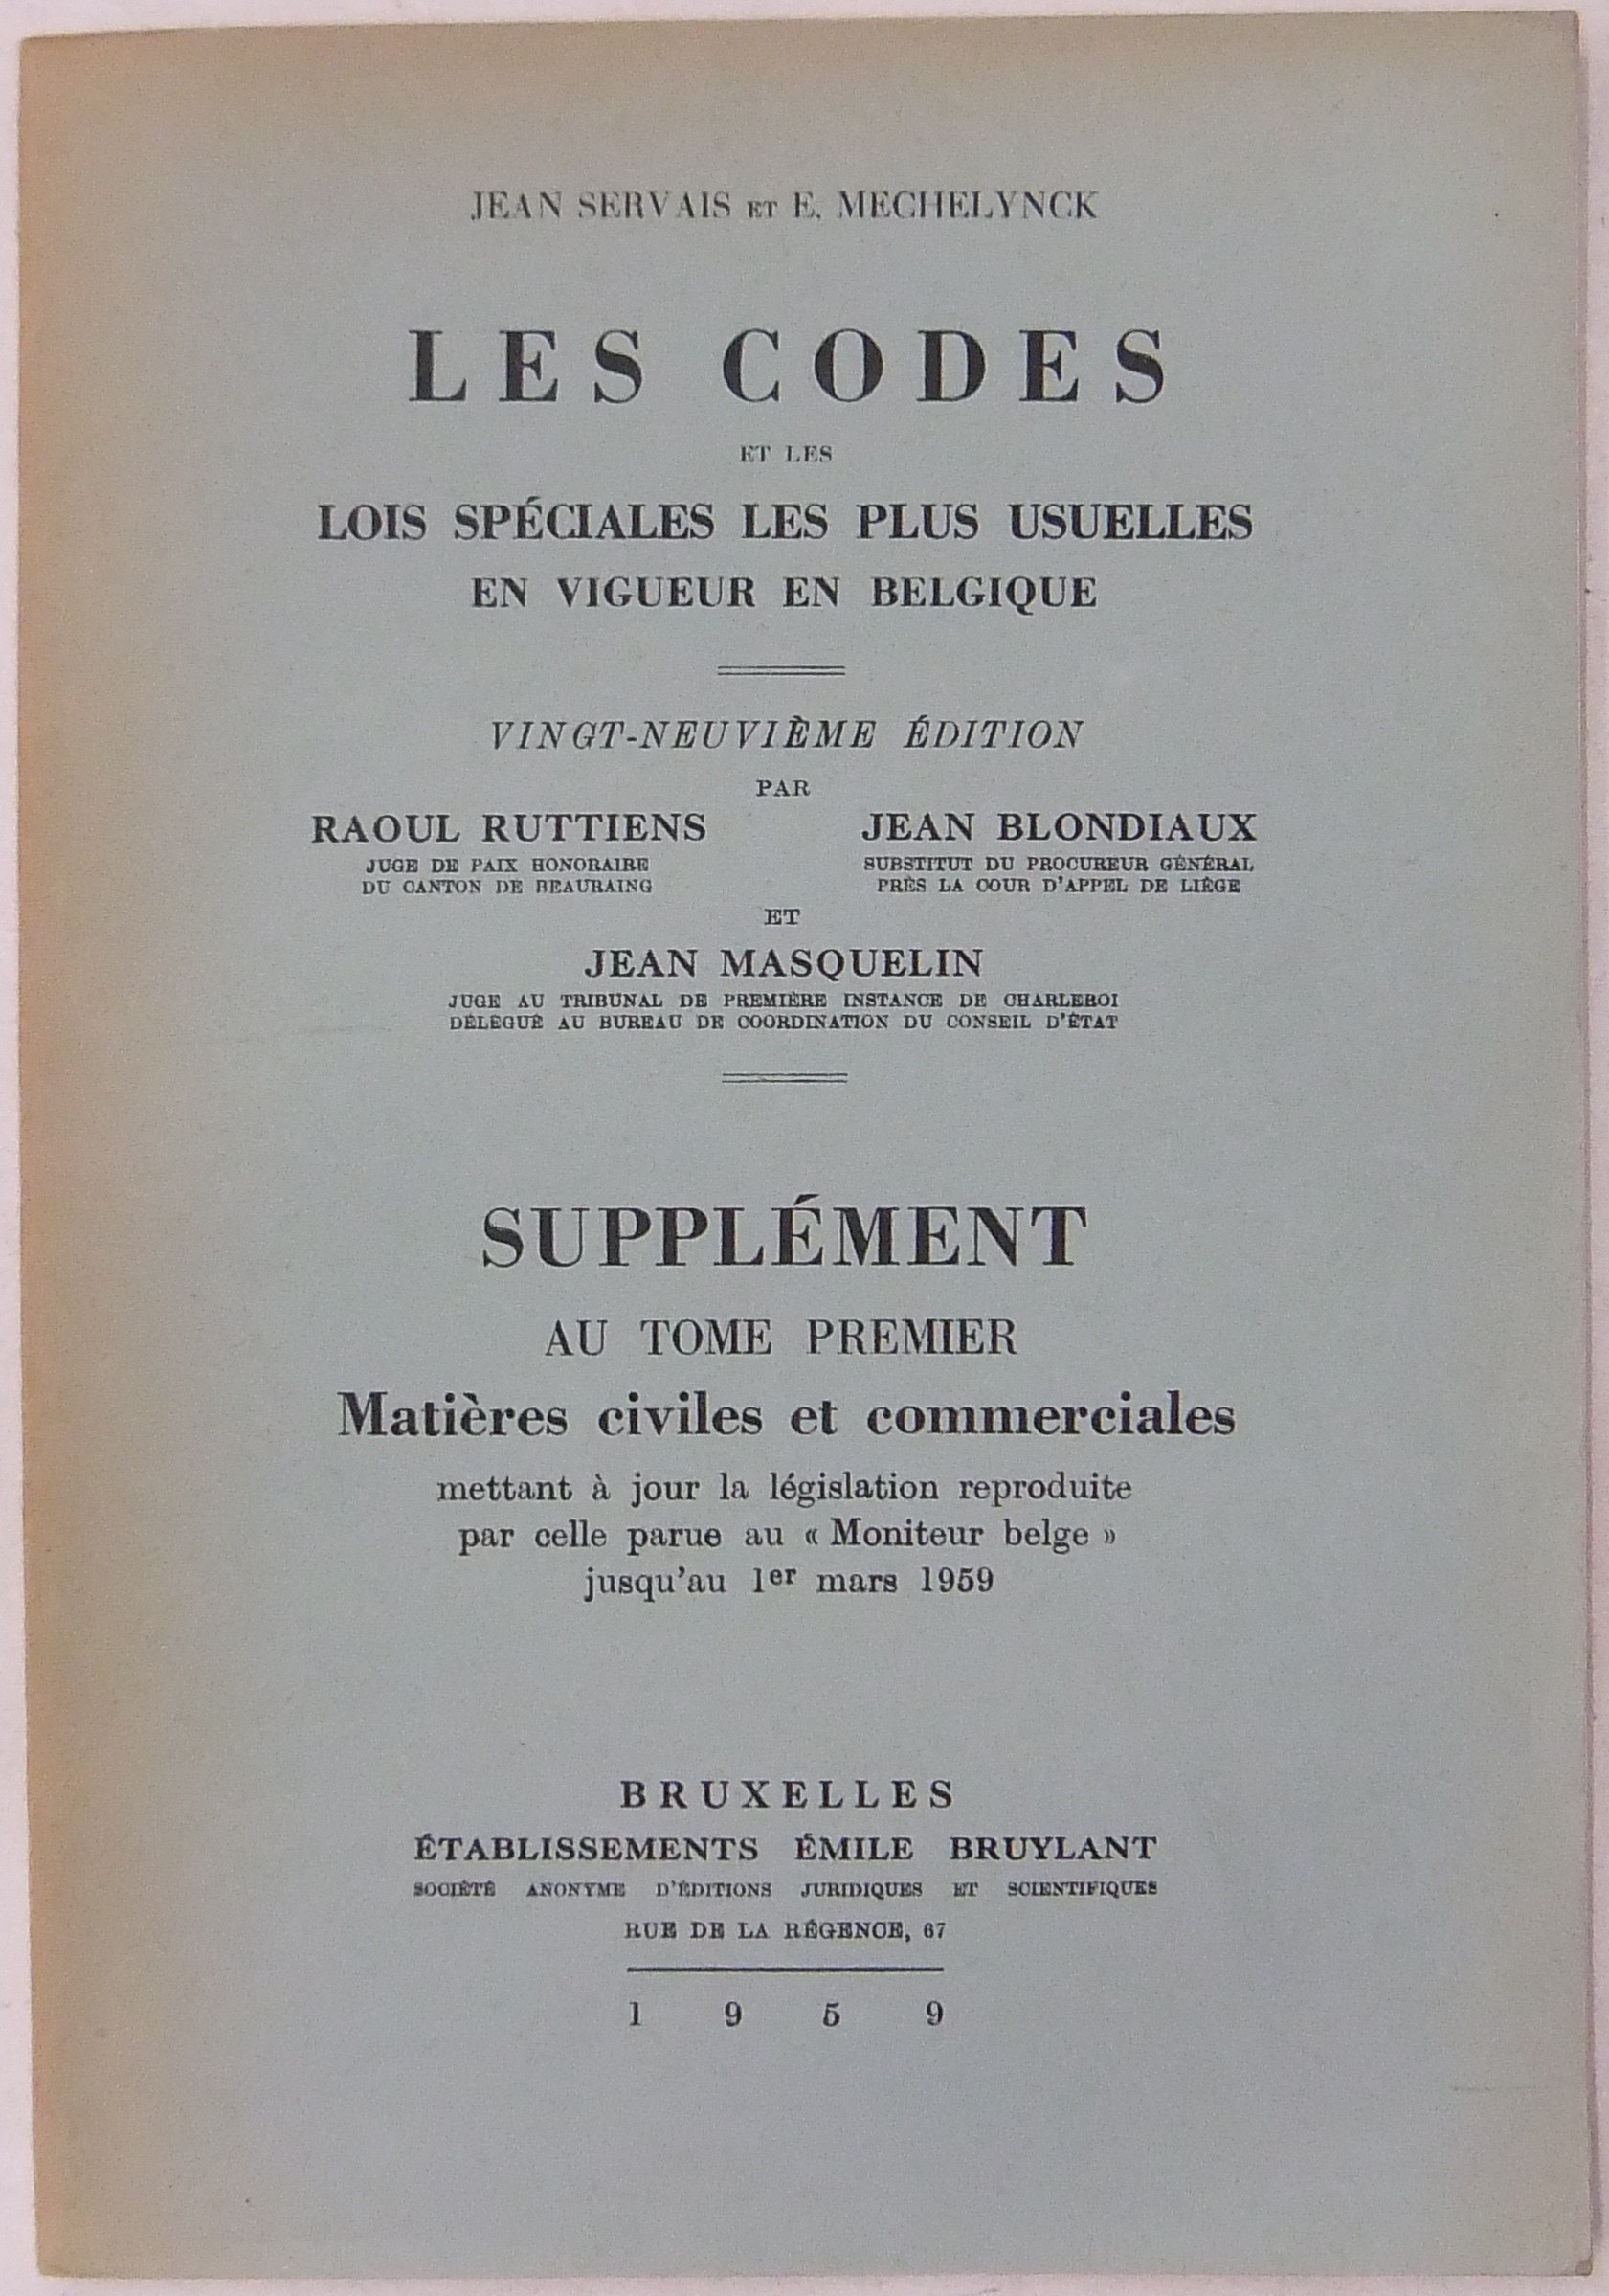 JEAN SERVAIS ET E. MECHELYNCK
LES CODES
ET LES
LOIS SPÉCIALES LES PLUS USUELLES
EN VIGUEUR EN BELGIQUE
VINGT-NEUVIÈME ÉDITION
PAR
RAOUL RUTTIENS
JUGE DE PAIX HONORAIRE
DU CANTON DE BEAURAING
JEAN BLONDIAUX
SUBSTITUT DU PROCUREUR GÉNÉRAL
PRÈS LA COUR D'APPEL DE LIÈGE
ET
JEAN MASQUELIN
JUGE AU TRIBUNAL DE PREMIÈRE INSTANCE DE CHARLEROI
DÉLÉGUÉ AU BUREAU DE COORDINATION DU CONSEIL D'ÉTAT
SUPPLÉMENT
AU TOME PREMIER
Matières civiles et commerciales
mettant à jour la législation reproduite
par celle parue au « Moniteur belge »
jusqu'au 1er mars 1959
BRUXELLES
ÉTABLISSEMENTS ÉMILE BRUYLANT
SOCIÉTÉ ANONYME D'ÉDITIONS JURIDIQUES ET SCIENTIFIQUES
RUE DE LA RÉGENCE, 67
1959